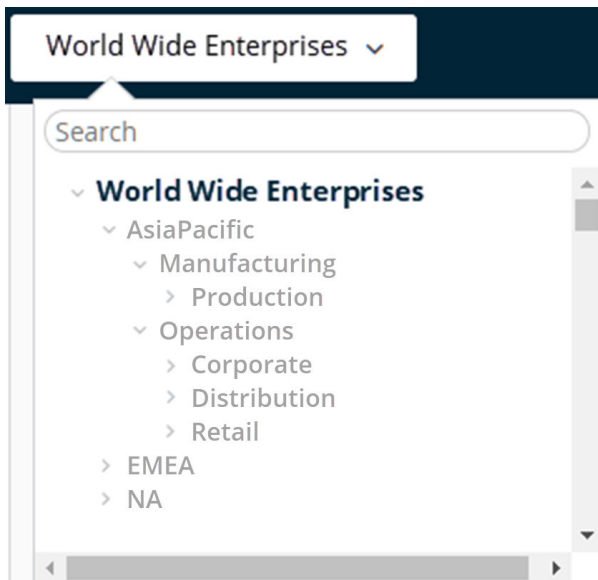 World Wide Enterprises
Search
World Wide Enterprises
AsiaPacific
Manufacturing
Production
Operations
Corporate
Distribution
Retail
EMEA
NA